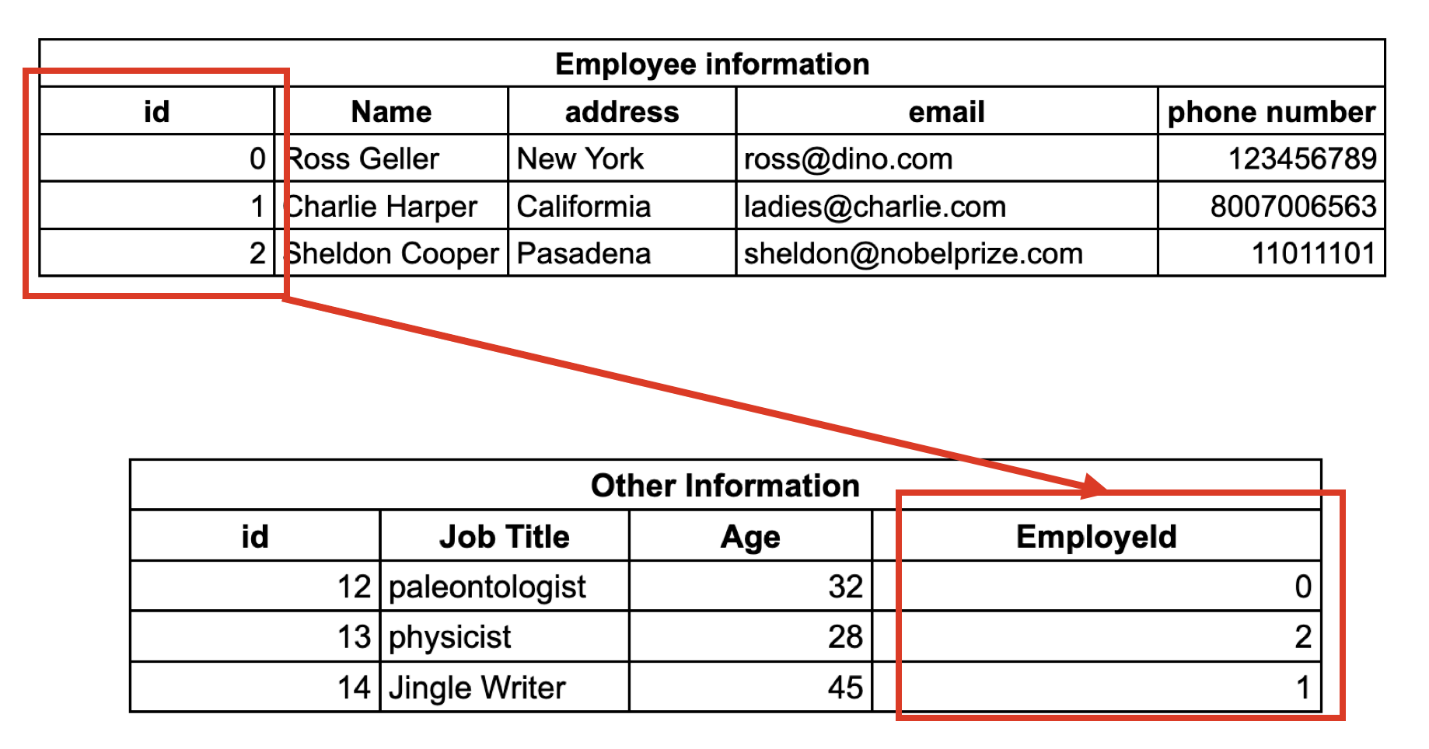 Employee information
id Name address email phone number
0 Ross Geller New York ross@dino.com 123456789
1 Charlie Harper Califormia ladies@charlie.com 8007006563
2 Sheldon Cooper Pasadena sheldon@nobelprize.com 11011101
Other Information
id Job Title Age EmployeId
12 paleontologist 32 0
13 physicist 28 2
14 Jingle Writer 45 1